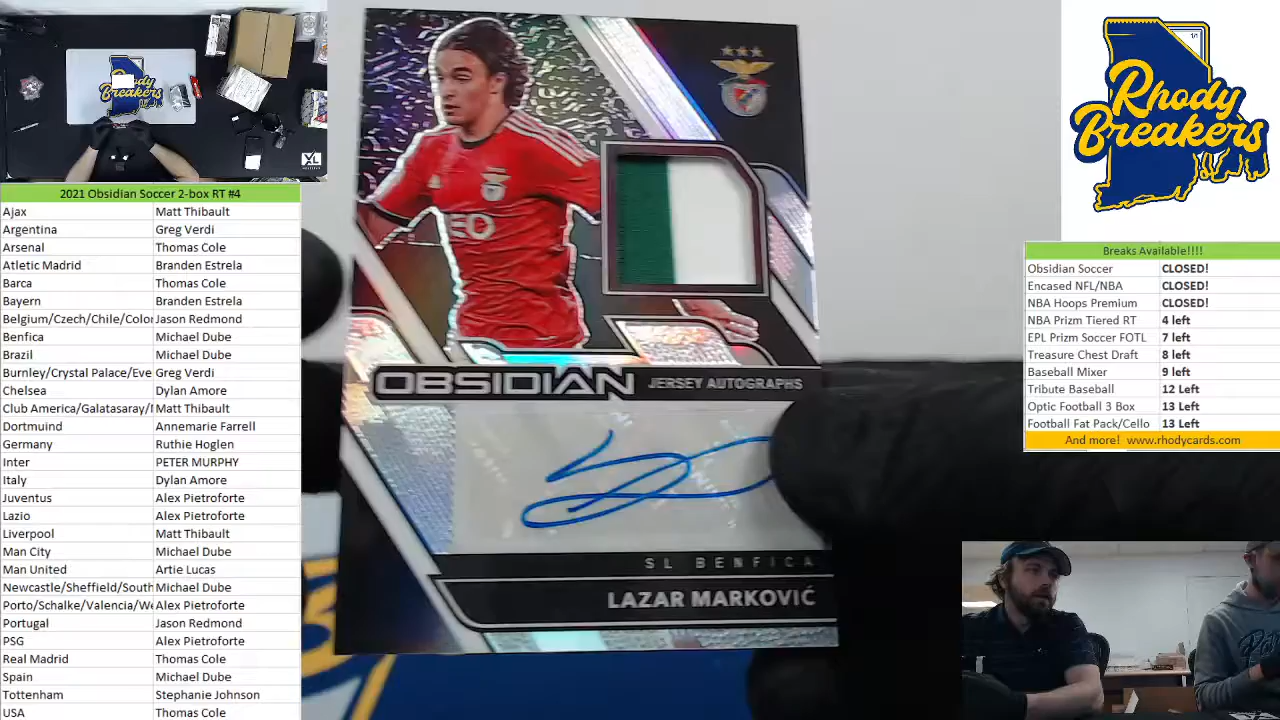 2021 Obsidian Soccer 2-box RT #4
Ajax Matt Thibault
Argentina Greg Verdi
Arsenal Thomas Cole
Atletic Madrid Branden Estrela
Barca Thomas Cole
Bayern Branden Estrela
Belgium/Czech/Chile/Color Jason Redmond
Benfica Michael Dube
Brazil Michael Dube
Burnley/Crystal Palace/Eve Greg Verdi
Chelsea Dylan Amore
Club America/Galatasaray/ Matt Thibault
Dortmuind Annemarie Farrell
Germany Ruthie Hoglen
Inter PETER MURPHY
Italy Dylan Amore
Juventus Alex Pietroforte
Lazio Alex Pietroforte
Liverpool Matt Thibault
Man City Michael Dube
Man United Artie Lucas
Newcastle/Sheffield/South Michael Dube
Porto/Schalke/Valencia/We Alex Pietroforte
Portugal Jason Redmond
PSG Alex Pietroforte
Real Madrid Thomas Cole
Spain Michael Dube
Tottenham Stephanie Johnson
USA Thomas Cole
Rhody
Breakers
XL
EO
OBSIDIAN JERSEY AUTOGRAPHS
SL BENFICA
LAZAR MARKOVIĆ
1/1
Rhody
Breakers
Breaks Available!!!!
Obsidian Soccer CLOSED!
Encased NFL/NBA CLOSED!
NBA Hoops Premium CLOSED!
NBA Prizm Tiered RT 4 left
EPL Prizm Soccer FOTL 7 left
Treasure Chest Draft 8 left
Baseball Mixer 9 left
Tribute Baseball 12 Left
Optic Football 3 Box 13 Left
Football Fat Pack/Cello 13 Left
And more! www.rhodycards.com